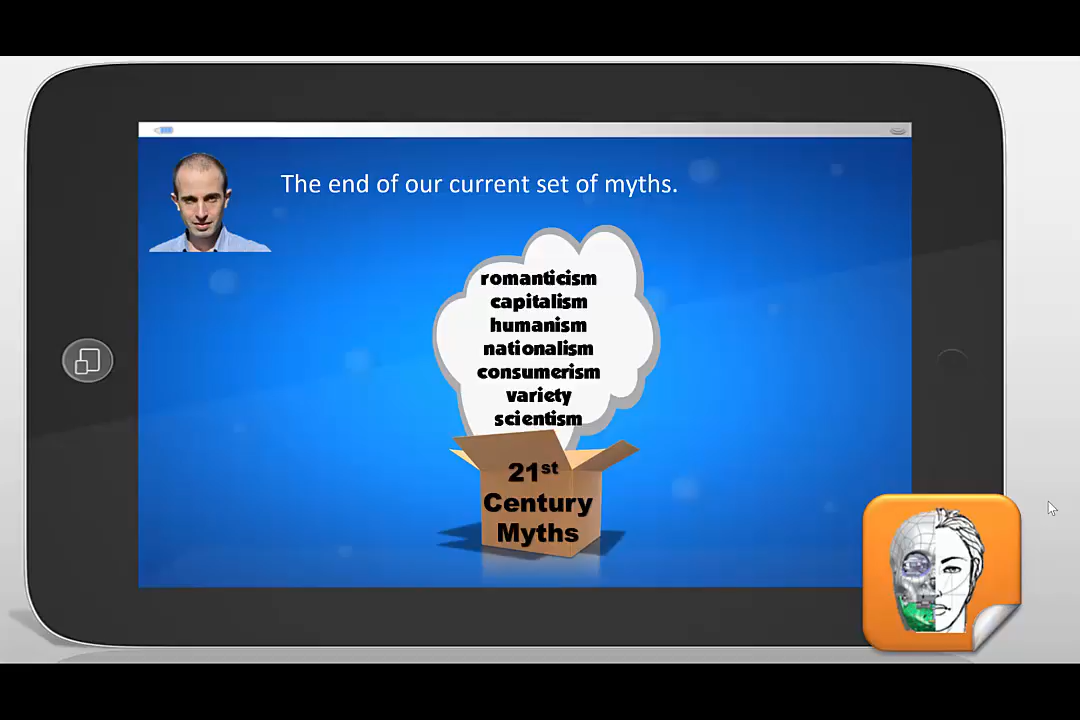 The end of our current set of myths.
romanticism
capitalism
humanism
nationalism
consumerism
variety
scientism
21st
Century
Myths